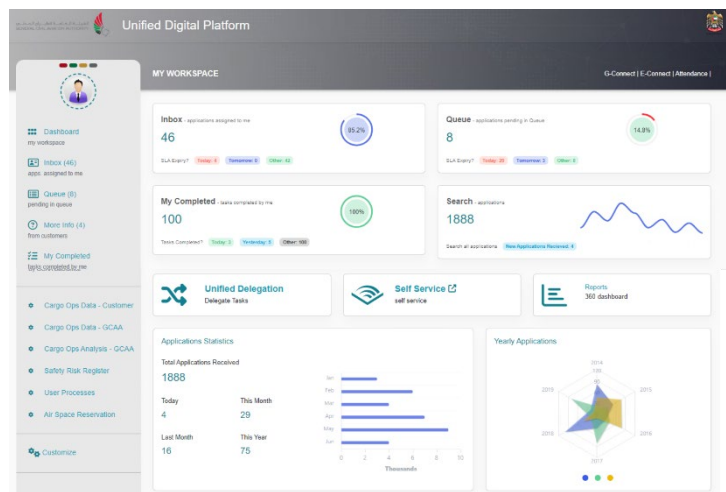 Unified Digital Platform
MY WORKSPACE
G-Connect | E-Connect | Attendance |
Dashboard
my workspace
Inbox (46)
apps assigned to me
Queue (8)
pending in queue
More Info (4)
from customers
My Completed
tasks completed by me
Cargo Ops Data - Customer
Cargo Ops Data - GCAA
Cargo Ops Analysis - GCAA
Safety Risk Register
User Processes
Air Space Reservation
Customize
Inbox - applications assigned to me
46
85.2%
SLA Expiry? Today: 4 Tomorrow: 0 Other: 42
Queue - applications pending in Queue
8
14.8%
SLA Expiry? Tomorrow: 3 Other: 5
My Completed - tasks completed by me
100
100%
Tasks Completed? Today: 3 Yesterday: 5 Other: 100
Search - applications
1888
Search all applications New Applications Recieved: 4
Unified Delegation
Delegate Tasks
Self Service
self service
Reports
360 dashboard
Applications Statistics
Total Applications Received
1888
Today
This Month
4
29
Last Month
This Year
16
75
Jan
Feb
Mar
Apr
May
Jun
0 2 4 6 8 10
Thousands
Yearly Applications
2014
2015
2016
2017
2018
2019